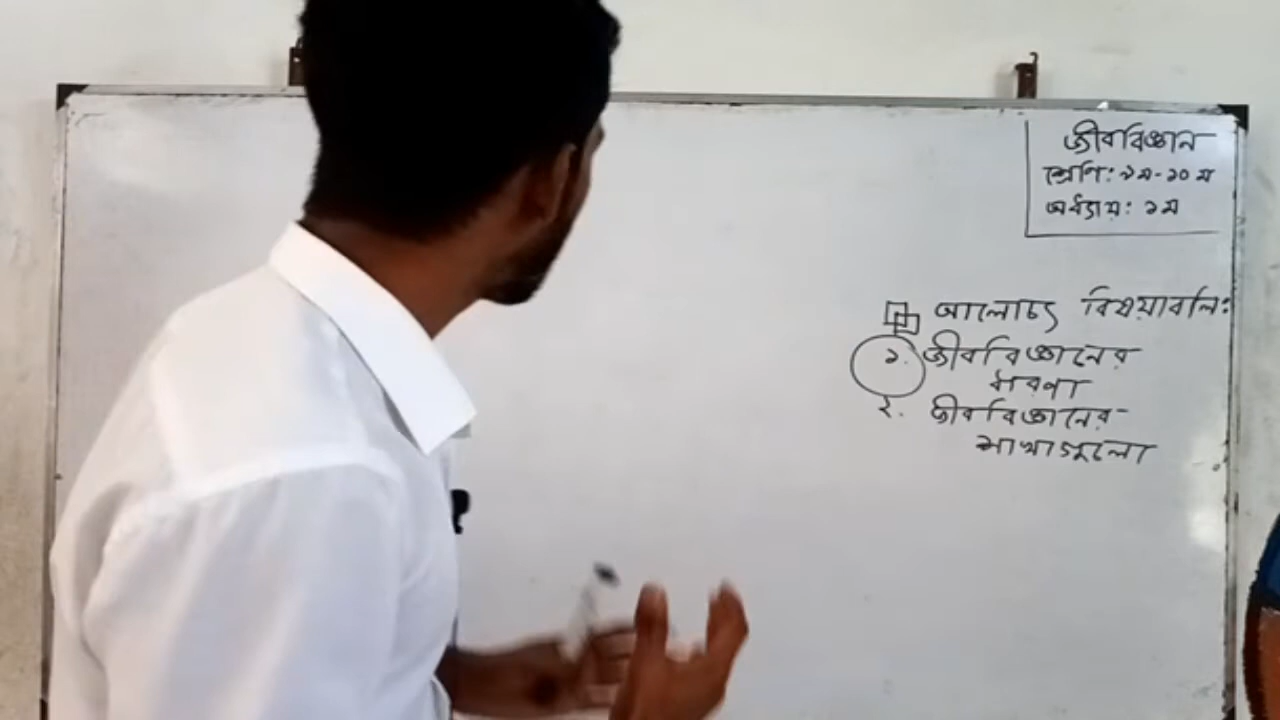 জীববিজ্ঞান
শ্রেণি: ৯ম-১০ম
অধ্যায়: ১ম
আলোচ্য বিষয়াবলি:
১. জীববিজ্ঞানের
ধারণা
২. জীববিজ্ঞানের
শাখাগুলো